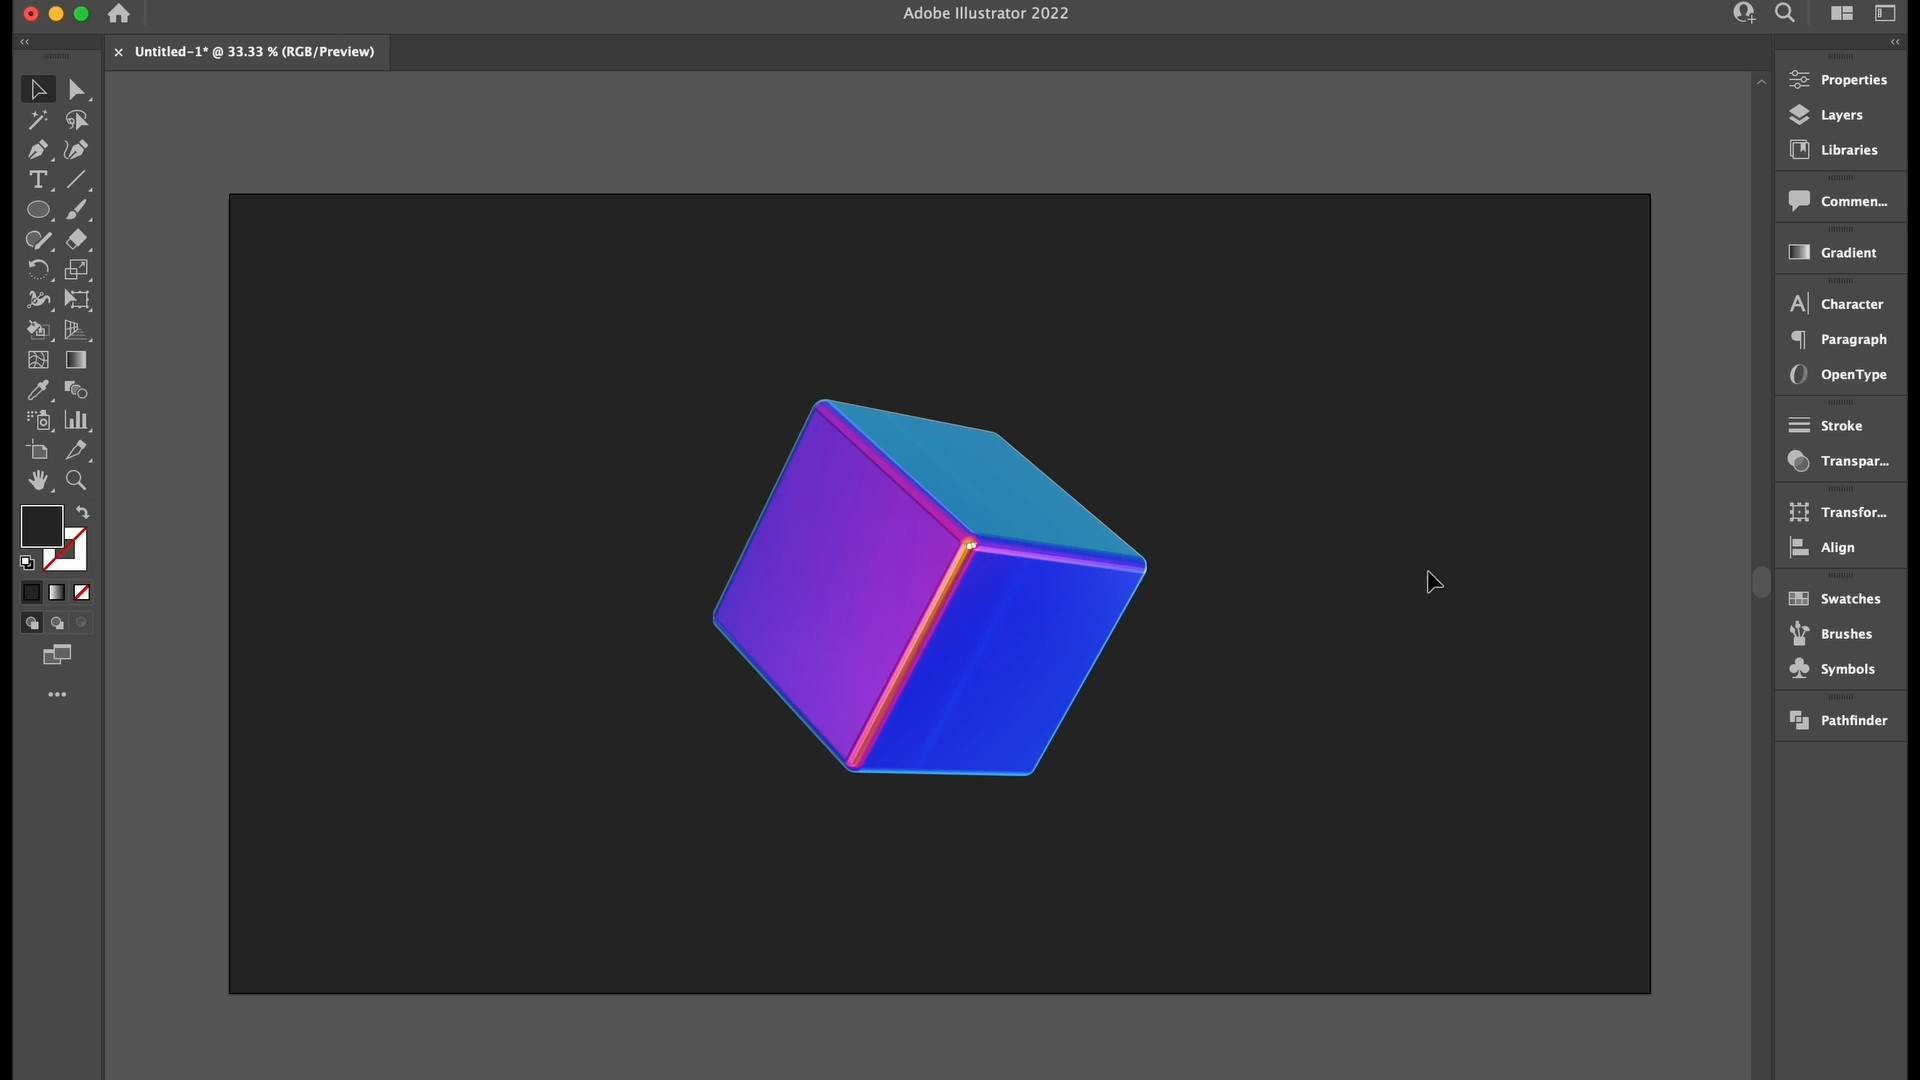 Adobe Illustrator 2022
Untitled-1* @ 33.33 % (RGB/Preview)
Properties
Layers
Libraries
Commen...
Gradient
Character
Paragraph
OpenType
Stroke
Transpar...
Transfor...
Align
Swatches
Brushes
Symbols
Pathfinder